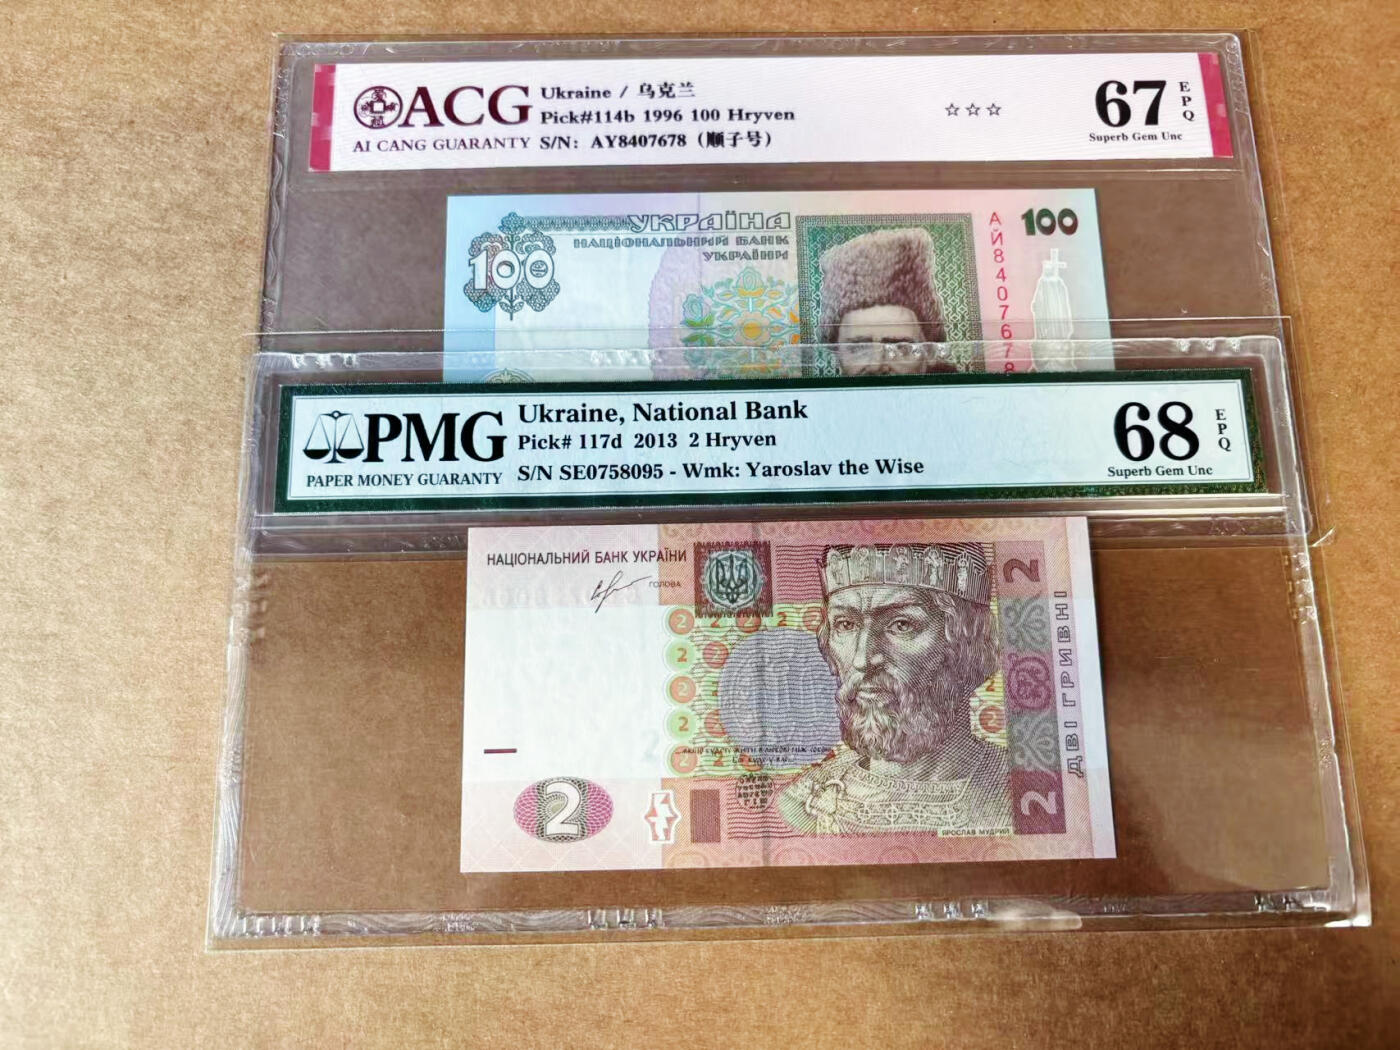 ACG
AI CANG GUARANTY
Ukraine / 乌克兰
Pick#114b 1996 100 Hryven
S/N: AY8407678 (顺子号)
☆☆☆
67
EPQ
Superb Gem Unc
УКРАЇНА
НАЦІОНАЛЬНИЙ БАНК
УКРАЇНИ
100
100
АЙ8407678
PMG
PAPER MONEY GUARANTY
Ukraine, National Bank
Pick# 117d 2013 2 Hryven
S/N SE0758095 - Wmk: Yaroslav the Wise
68
EPQ
Superb Gem Unc
НАЦІОНАЛЬНИЙ БАНК УКРАЇНИ
ГОЛОВА
2
2
2
ДВІ ГРИВНІ
ЯРОСЛАВ МУДРИЙ